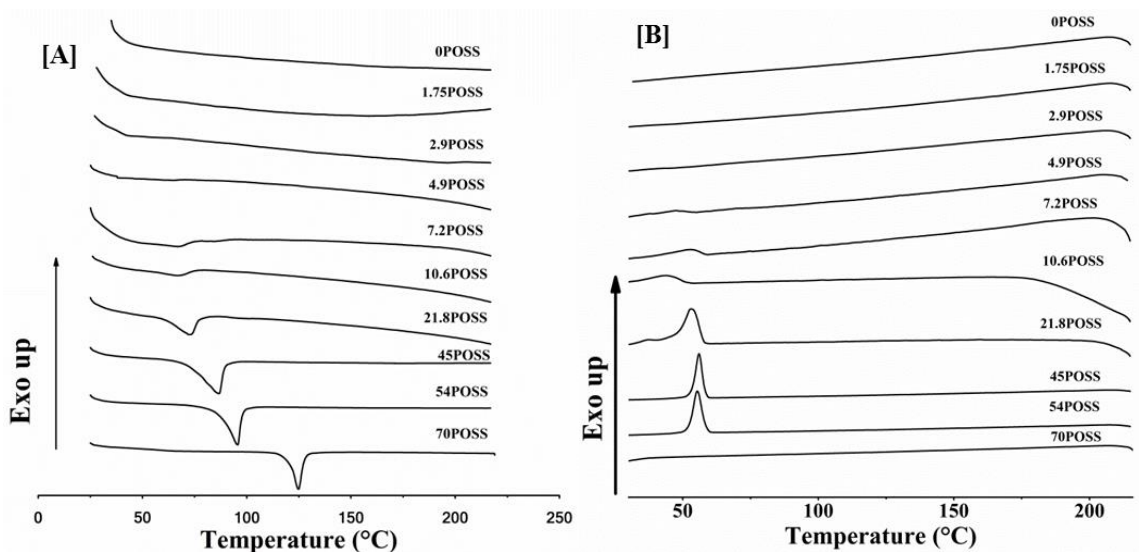 [A]
0POSS
1.75POSS
2.9POSS
4.9POSS
7.2POSS
10.6POSS
21.8POSS
45POSS
54POSS
70POSS
Exo up
0 50 100 150 200 250
Temperature (°C)
[B]
0POSS
1.75POSS
2.9POSS
4.9POSS
7.2POSS
10.6POSS
21.8POSS
45POSS
54POSS
70POSS
Exo up
50 100 150 200
Temperature (°C)